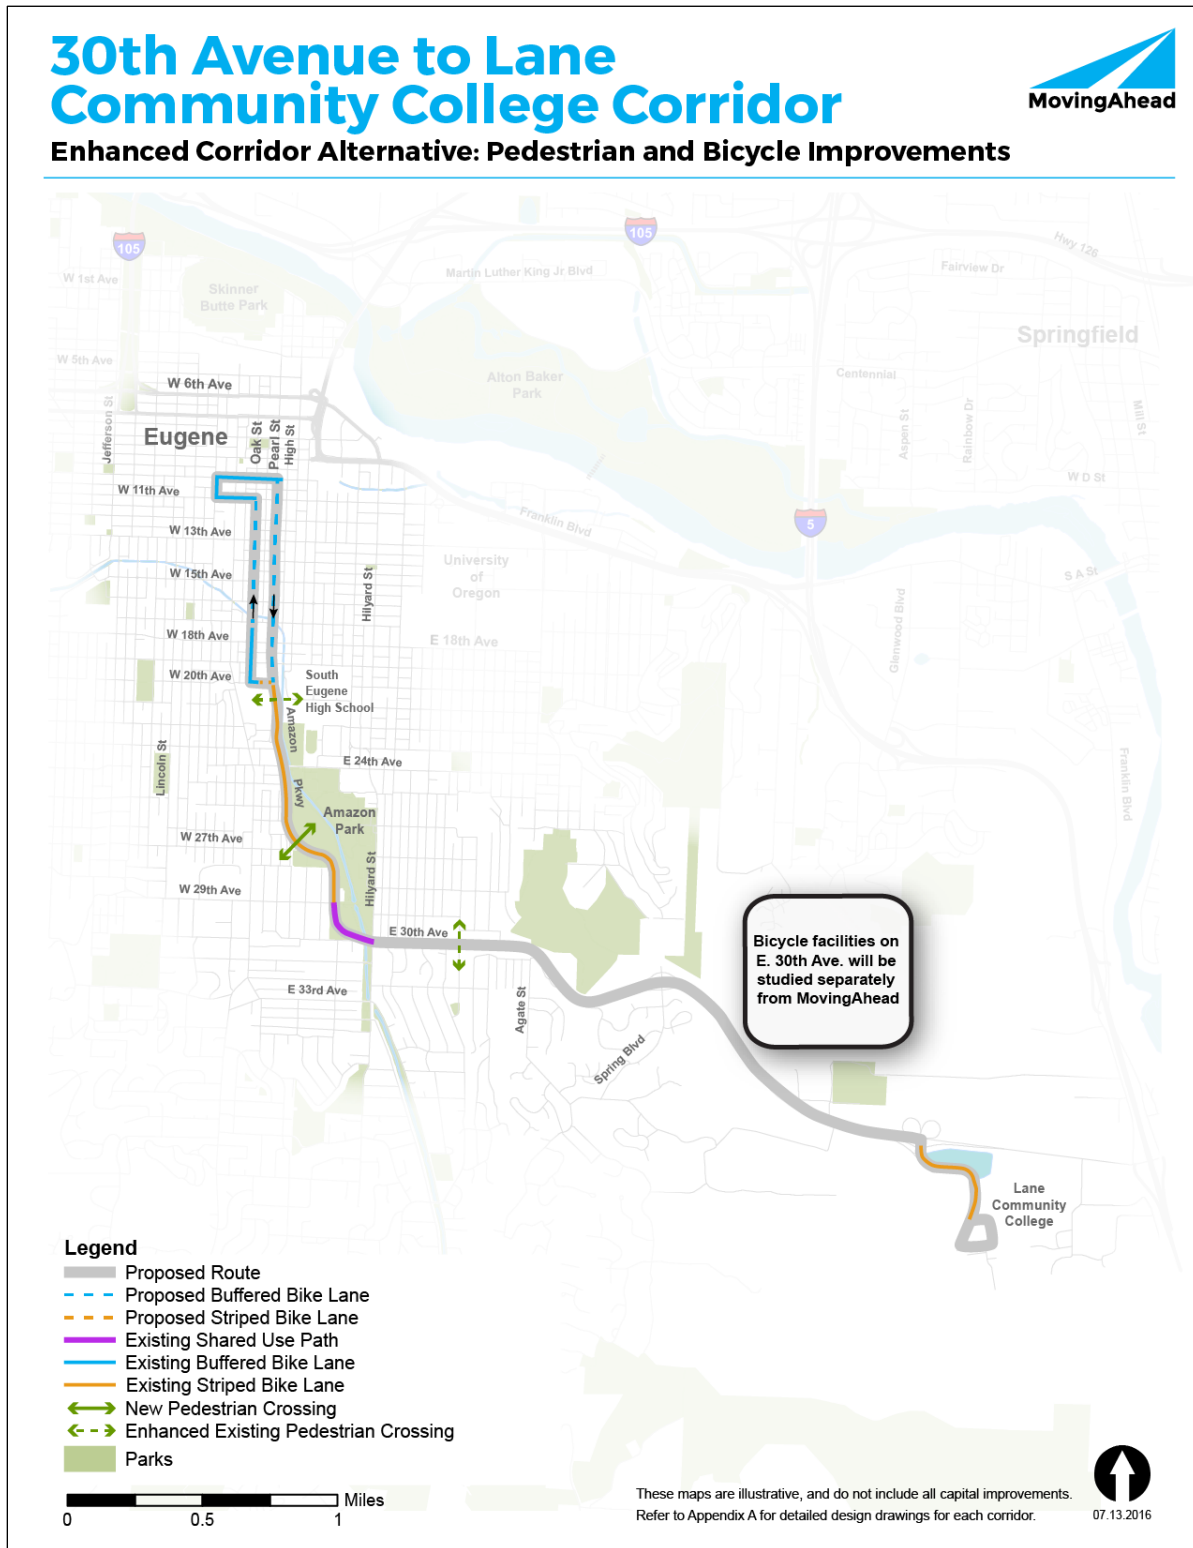 30th Avenue to Lane
Community College Corridor
MovingAhead
Enhanced Corridor Alternative: Pedestrian and Bicycle Improvements
105
105
Hwy 126
W 1st Ave
Martin Luther King Jr Blvd
Fairview Dr
Skinner
Butte Park
Springfield
W 5th Ave
W 6th Ave
Alton Baker
Park
Centennial
Jefferson St
Eugene
Oak St
Pearl St
High St
Aspen St
Rainbow Dr
Mill St
W 11th Ave
W D St
W 13th Ave
Franklin Blvd
5
W 15th Ave
Hilyard St
University
of
Oregon
S A St
W 18th Ave
E 18th Ave
Glenwood Blvd
W 20th Ave
South
Eugene
High School
Amazon
Lincoln St
E 24th Ave
Franklin Blvd
Pkwy
Amazon
Park
W 27th Ave
Hilyard St
W 29th Ave
E 30th Ave
Bicycle facilities on
E. 30th Ave. will be
studied separately
from MovingAhead
E 33rd Ave
Agate St
Spring Blvd
Lane
Community
College
Legend
Proposed Route
Proposed Buffered Bike Lane
Proposed Striped Bike Lane
Existing Shared Use Path
Existing Buffered Bike Lane
Existing Striped Bike Lane
New Pedestrian Crossing
Enhanced Existing Pedestrian Crossing
Parks
Miles
0 0.5 1
These maps are illustrative, and do not include all capital improvements.
Refer to Appendix A for detailed design drawings for each corridor.
07.13.2016